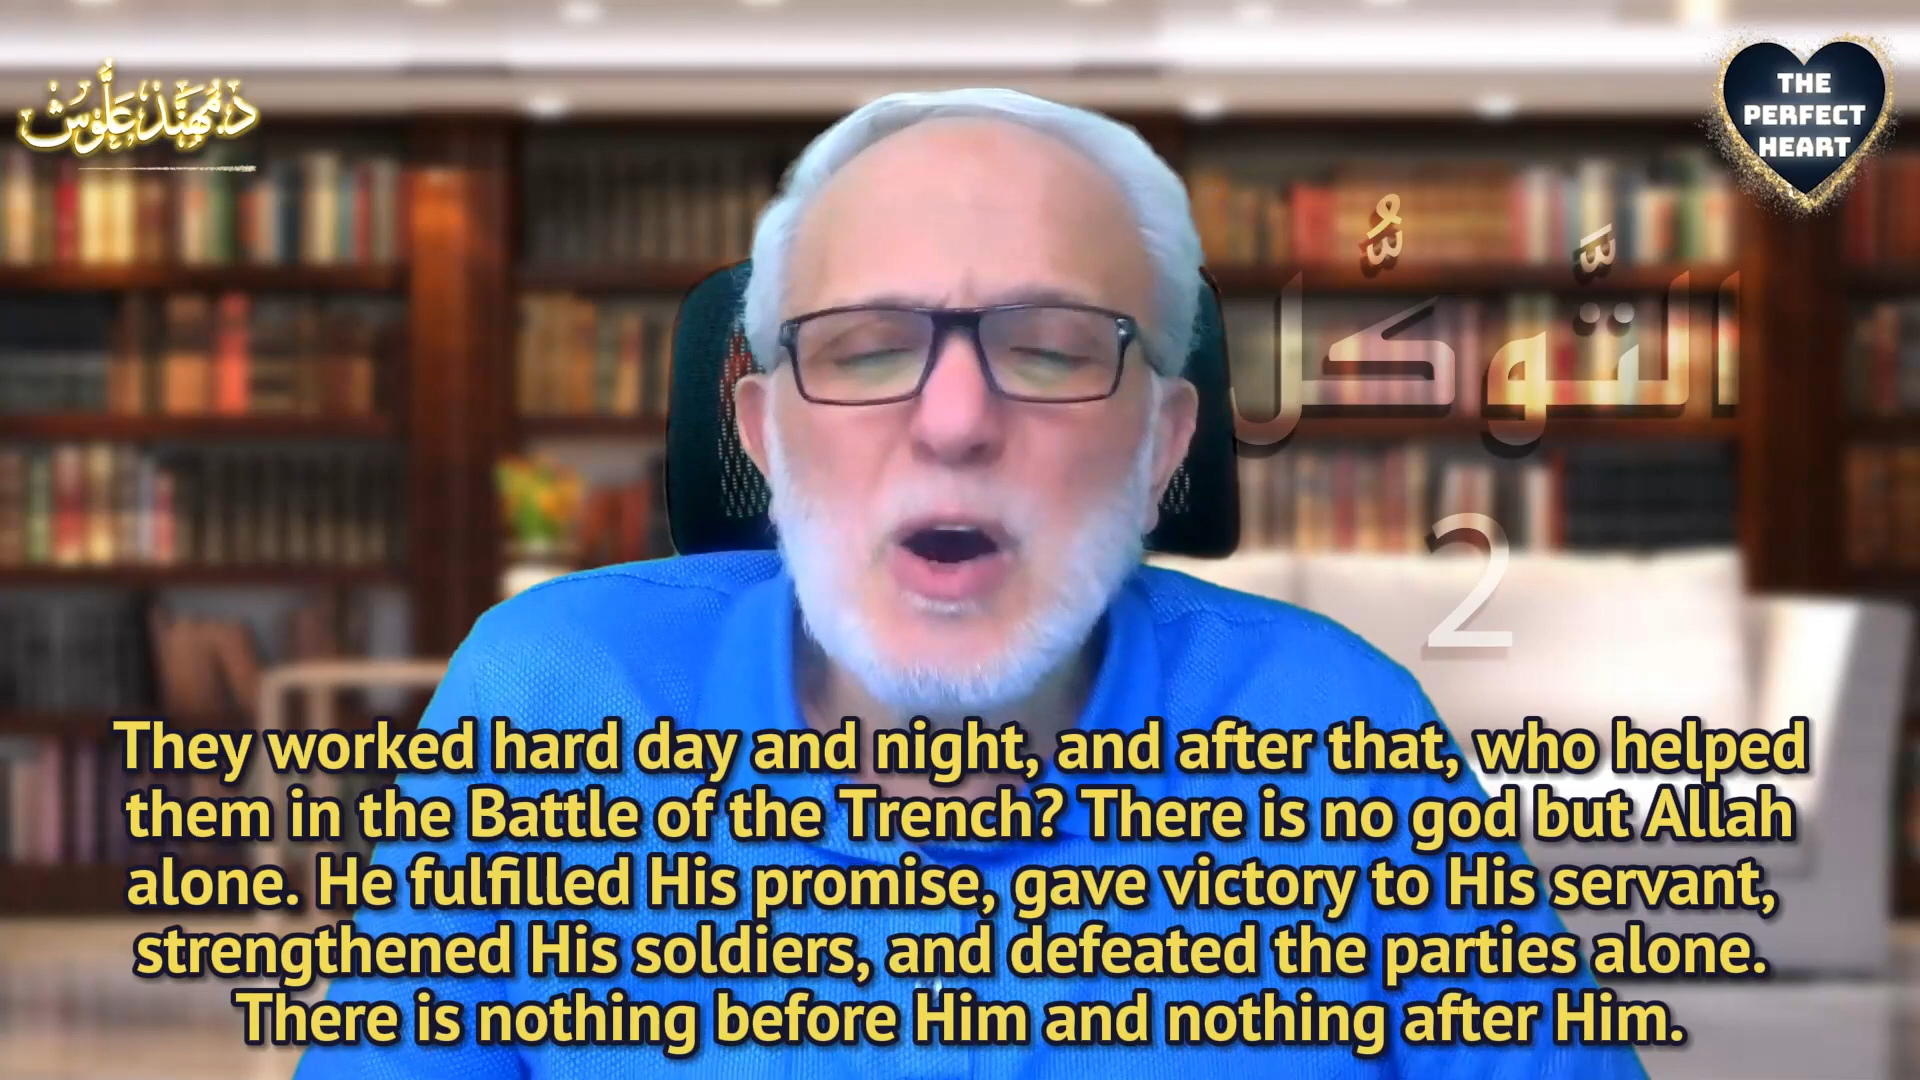 د.مُهَنَّد عَلُّوش
THE
PERFECT
HEART
التَّوكُّل
2
They worked hard day and night, and after that, who helped
them in the Battle of the Trench? There is no god but Allah
alone. He fulfilled His promise, gave victory to His servant,
strengthened His soldiers, and defeated the parties alone.
There is nothing before Him and nothing after Him.